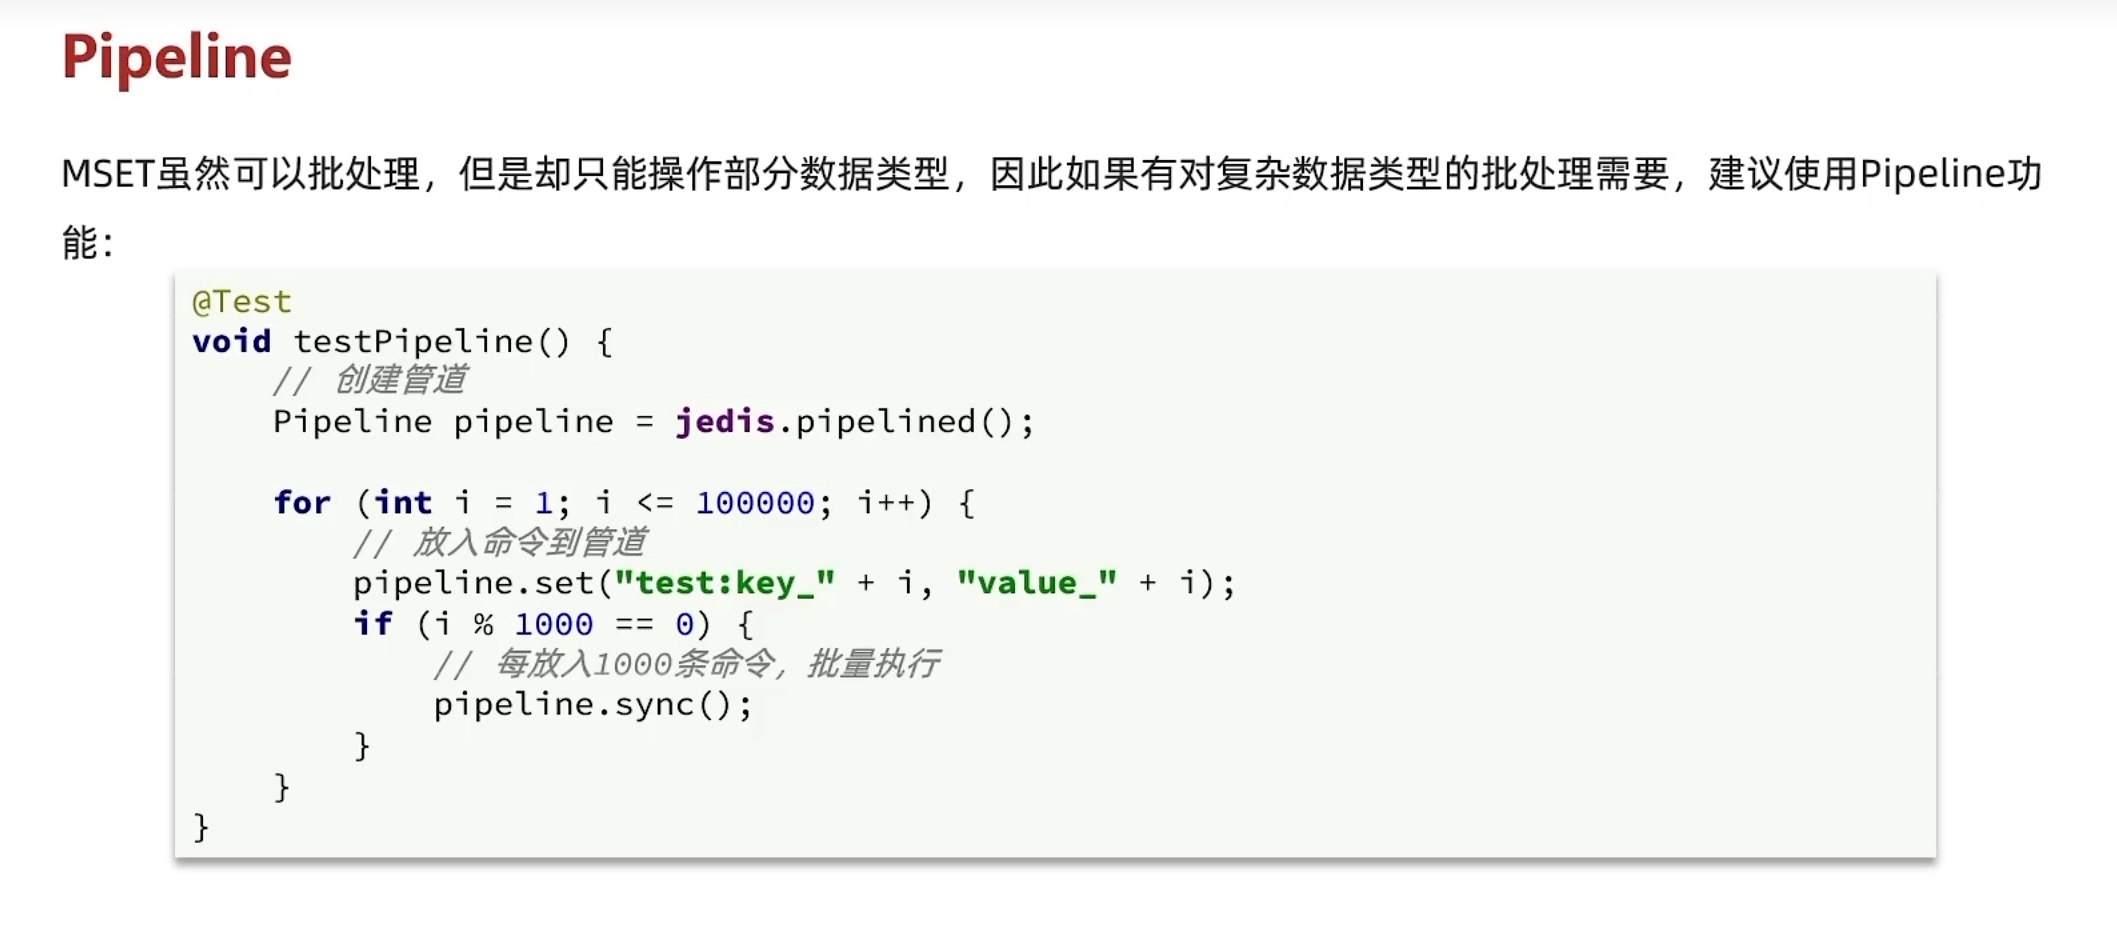 Pipeline
MSET虽然可以批处理，但是却只能操作部分数据类型，因此如果有对复杂数据类型的批处理需要，建议使用Pipeline功
能：
@Test
void testPipeline() {
    // 创建管道
    Pipeline pipeline = jedis.pipelined();

    for (int i = 1; i <= 100000; i++) {
        // 放入命令到管道
        pipeline.set("test:key_" + i, "value_" + i);
        if (i % 1000 == 0) {
            // 每放入1000条命令，批量执行
            pipeline.sync();
        }
    }
}